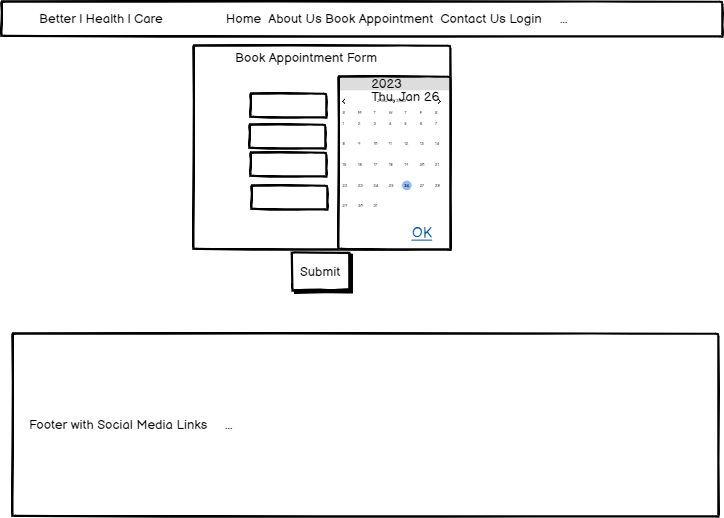 Better | Health | Care Home About Us Book Appointment Contact Us Login ...
Book Appointment Form
2023
Thu, Jan 26
S M T W T F S
1 2 3 4 5 6 7
8 9 10 11 12 13 14
15 16 17 18 19 20 21
22 23 24 25 26 27 28
29 30 31
OK
Submit
Footer with Social Media Links ...